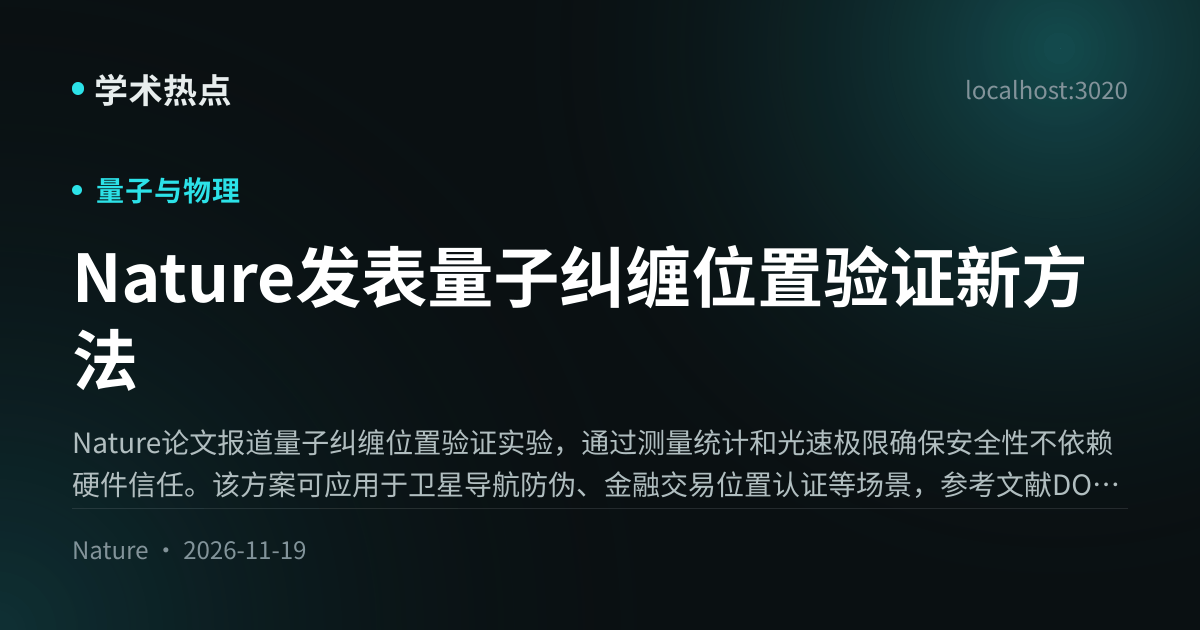 学术热点
localhost:3020
量子与物理
Nature发表量子纠缠位置验证新方
法
Nature论文报道量子纠缠位置验证实验，通过测量统计和光速极限确保安全性不依赖
硬件信任。该方案可应用于卫星导航防伪、金融交易位置认证等场景，参考文献DO…
Nature • 2026-11-19